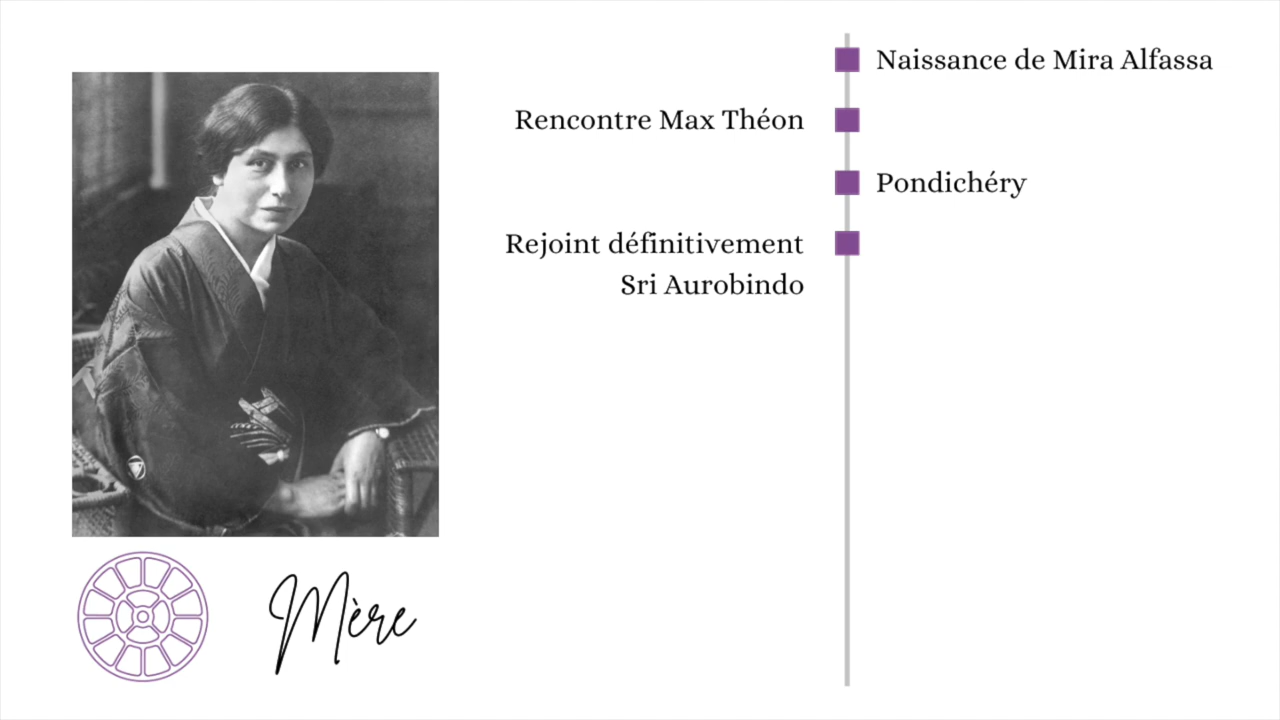 Naissance de Mira Alfassa
Rencontre Max Théon
Pondichéry
Rejoint définitivement
Sri Aurobindo
Mère